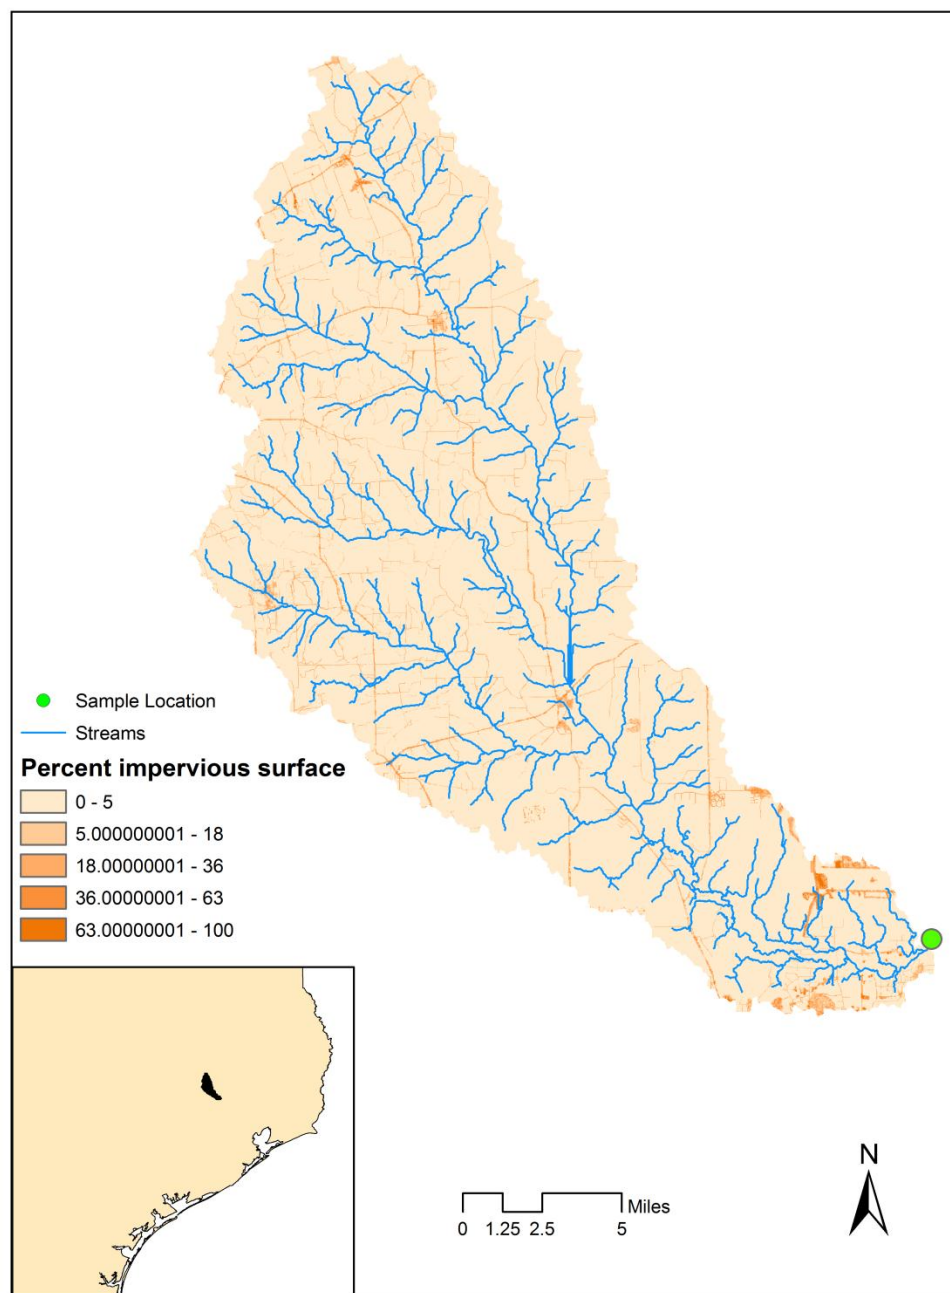 Sample Location
Streams
Percent impervious surface
0 - 5
5.000000001 - 18
18.00000001 - 36
36.00000001 - 63
63.00000001 - 100
N
Miles
0 1.25 2.5 5